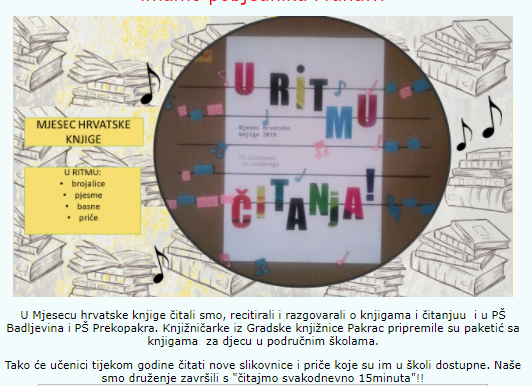 MJESEC HRVATSKE
KNJIGE
U RITMU:
• brojalice
• pjesme
• basne
• priče
U RITMU
Mjesec hrvatske
knjige 2019.
15. listopada
ČITANJA!
U Mjesecu hrvatske knjige čitali smo, recitirali i razgovarali o knjigama i čitanjuu i u PŠ
Badljevina i PŠ Prekopakra. Knjižničarke iz Gradske knjižnice Pakrac pripremile su paketić sa
knjigama za djecu u područnim školama.
Tako će učenici tijekom godine čitati nove slikovnice i priče koje su im u školi dostupne. Naše
smo druženje završili s "čitajmo svakodnevno 15minuta"!!